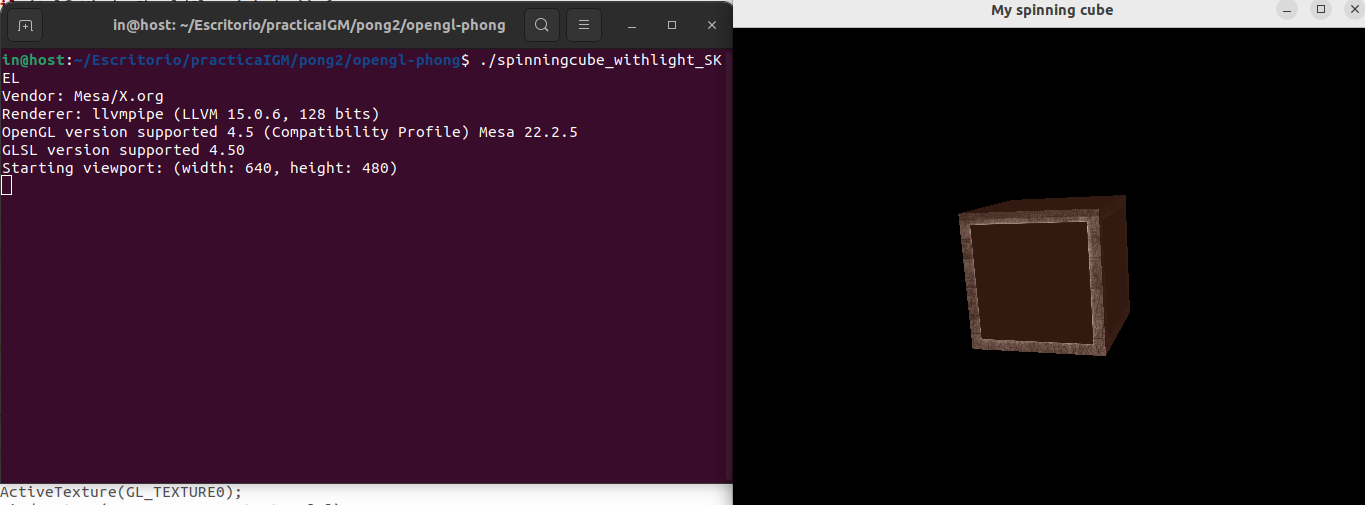 in@host: ~/Escritorio/practicaIGM/pong2/opengl-phong
My spinning cube
in@host:~/Escritorio/practicaIGM/pong2/opengl-phong$ ./spinningcube_withlight_SK
EL
Vendor: Mesa/X.org
Renderer: llvmpipe (LLVM 15.0.6, 128 bits)
OpenGL version supported 4.5 (Compatibility Profile) Mesa 22.2.5
GLSL version supported 4.50
Starting viewport: (width: 640, height: 480)
ActiveTexture(GL_TEXTURE0);